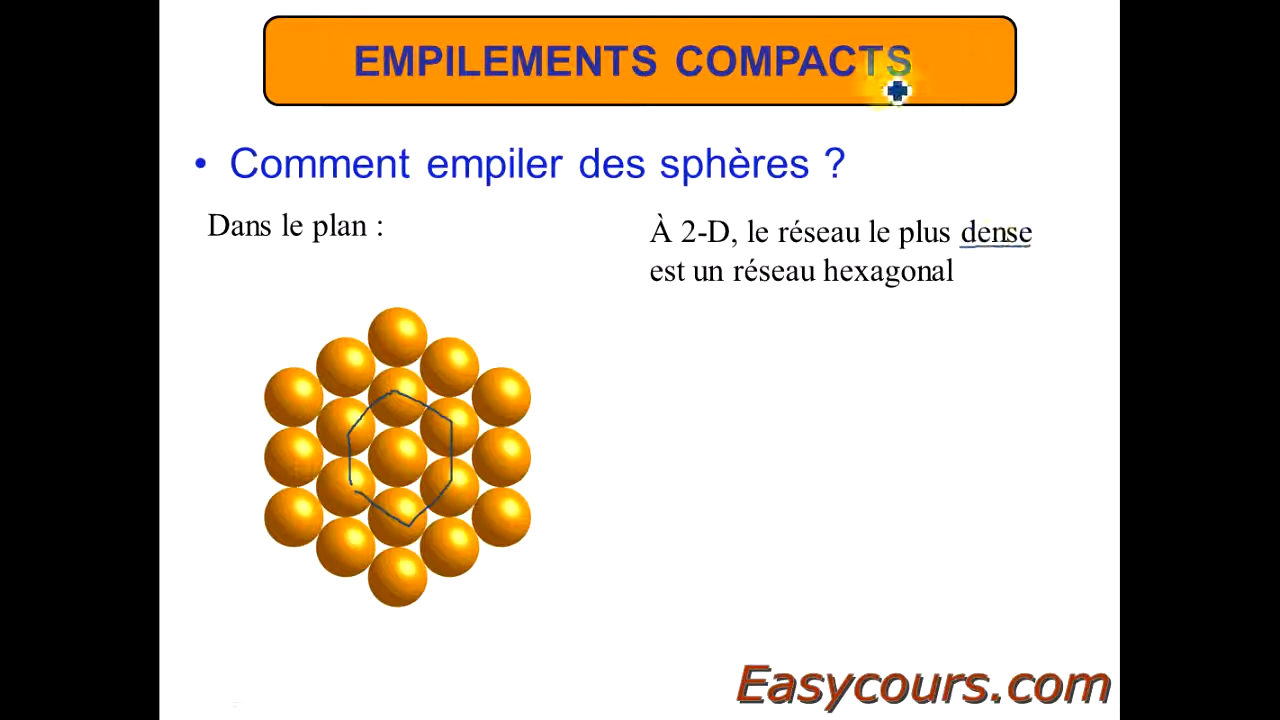 EMPILEMENTS COMPACTS
• Comment empiler des sphères ?
Dans le plan :
À 2-D, le réseau le plus dense
est un réseau hexagonal
Easycours.com